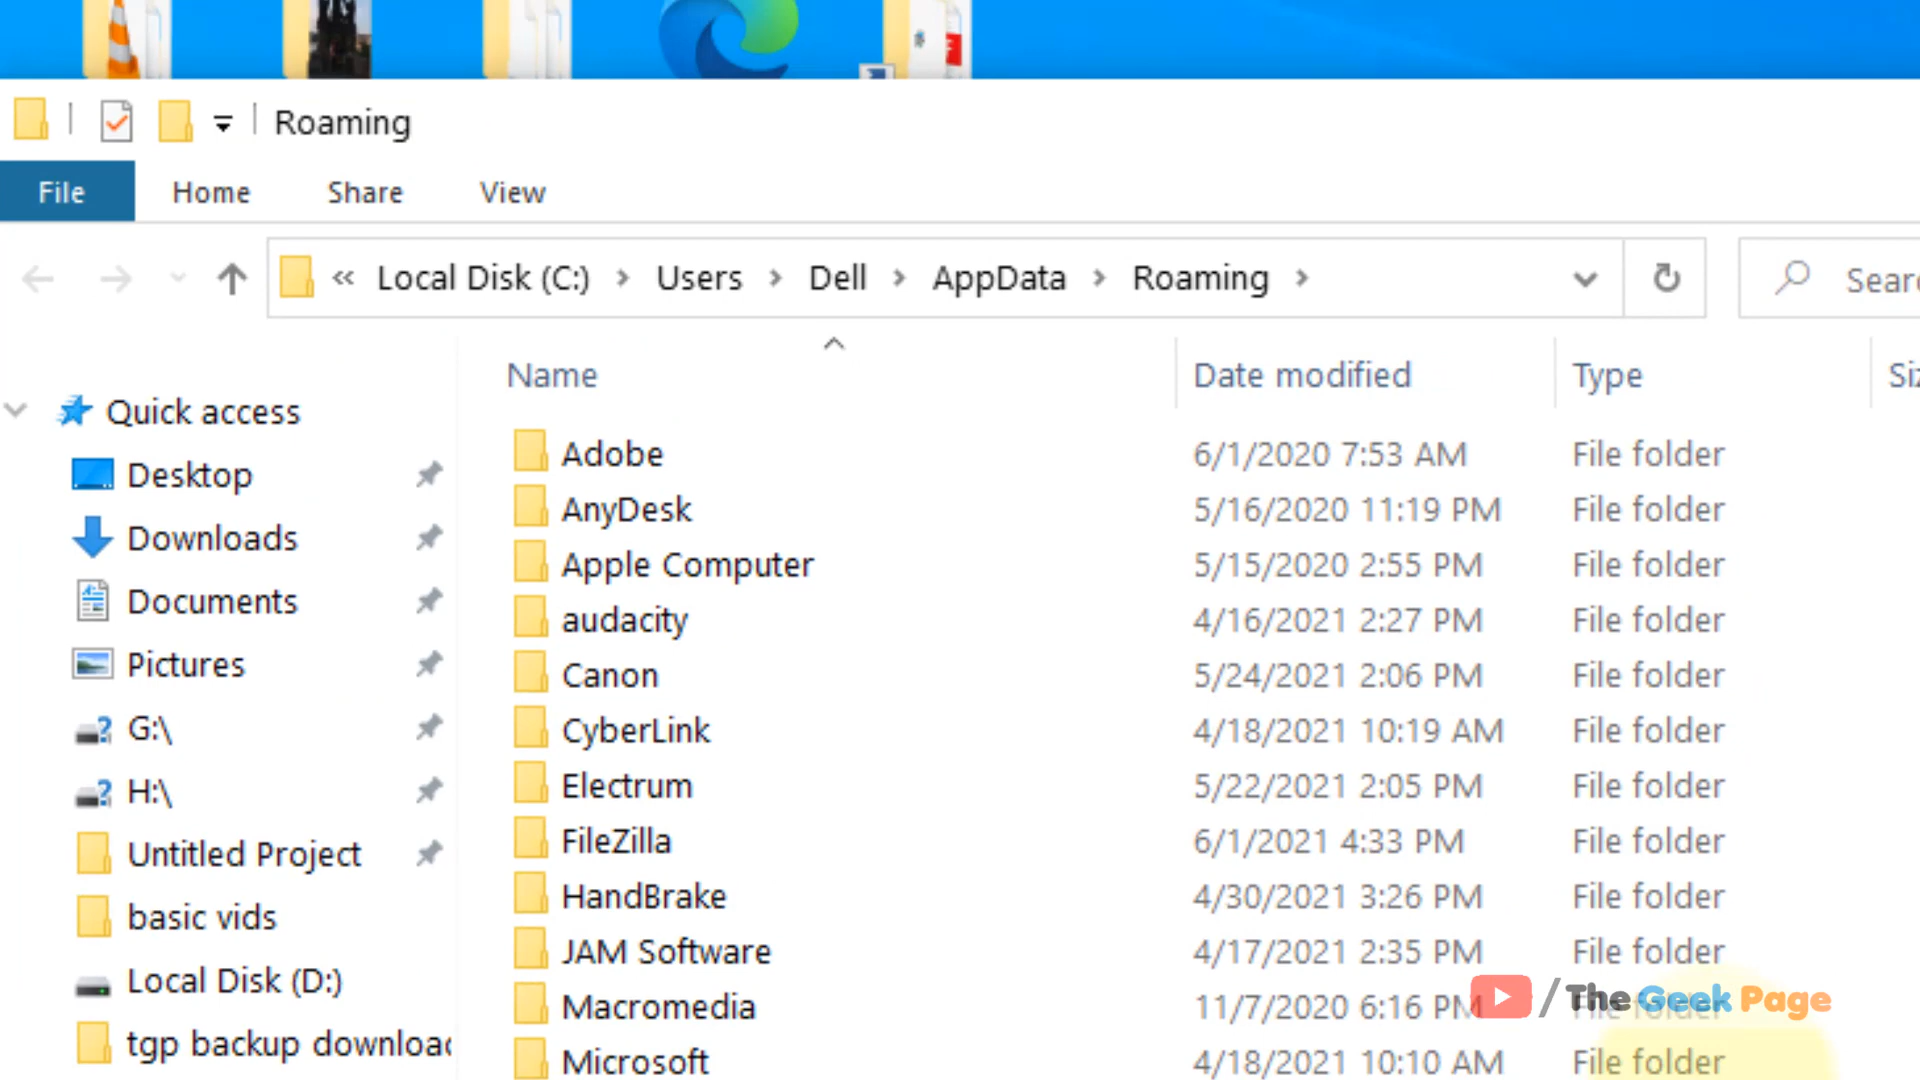 Roaming
File Home Share View
« Local Disk (C:) › Users › Dell › AppData › Roaming ›
Name Date modified Type
Quick access
Desktop
Downloads
Documents
Pictures
G:\
H:\
Untitled Project
basic vids
Local Disk (D:)
tgp backup
Adobe 6/1/2020 7:53 AM File folder
AnyDesk 5/16/2020 11:19 PM File folder
Apple Computer 5/15/2020 2:55 PM File folder
audacity 4/16/2021 2:27 PM File folder
Canon 5/24/2021 2:06 PM File folder
CyberLink 4/18/2021 10:19 AM File folder
Electrum 5/22/2021 2:05 PM File folder
FileZilla 6/1/2021 4:33 PM File folder
HandBrake 4/30/2021 3:26 PM File folder
JAM Software 4/17/2021 2:35 PM File folder
Macromedia 11/7/2020 6:16 PM File folder
Microsoft 4/18/2021 10:10 AM File folder
/The Geek Page